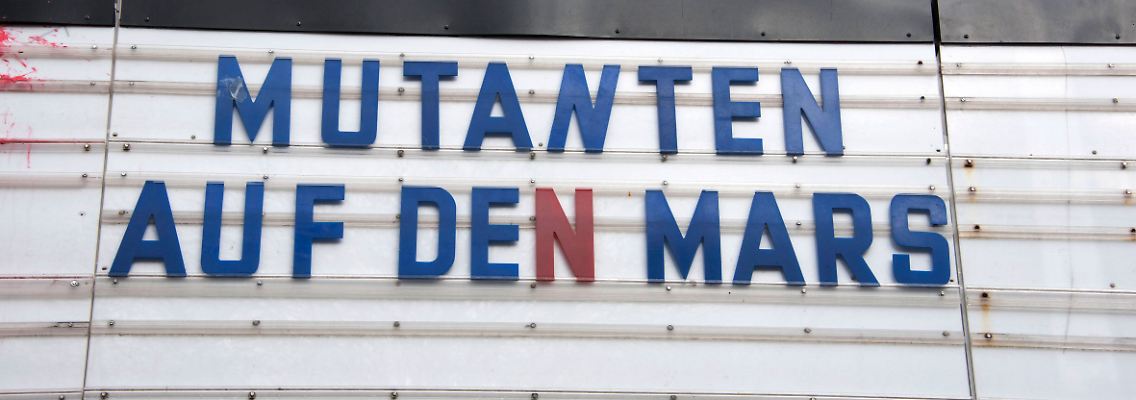 MUTANTEN
AUF DEN MARS